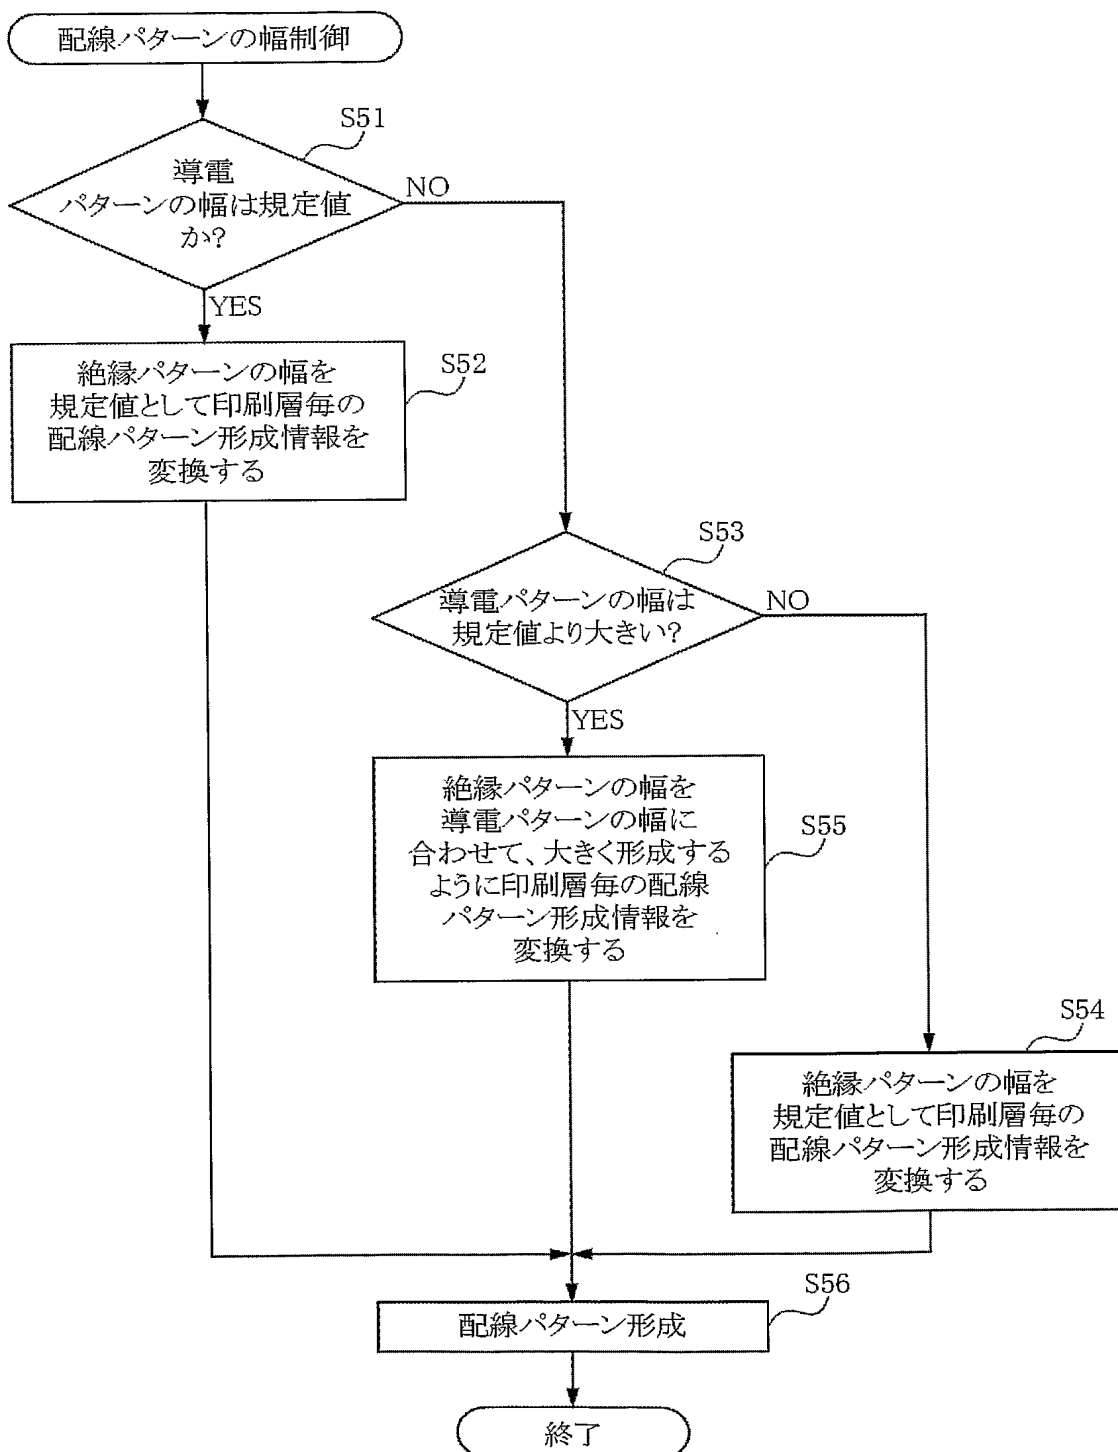 配線パターンの幅制御
S51
導電
パターンの幅は規定値
か?
NO
YES
S52
絶縁パターンの幅を
規定値として印刷層毎の
配線パターン形成情報を
変換する
S53
導電パターンの幅は
規定値より大きい?
NO
YES
S55
絶縁パターンの幅を
導電パターンの幅に
合わせて、大きく形成する
ように印刷層毎の配線
パターン形成情報を
変換する
S54
絶縁パターンの幅を
規定値として印刷層毎の
配線パターン形成情報を
変換する
S56
配線パターン形成
終了